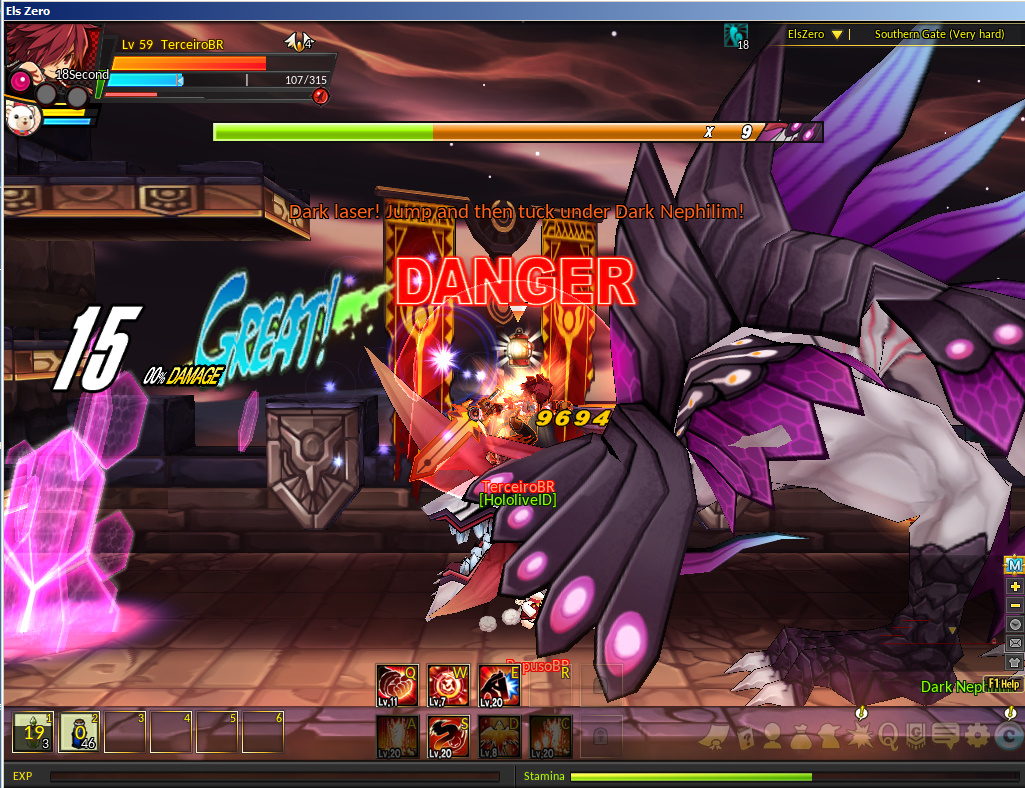 Els Zero
Lv 59 TerceiroBR
4
18
ElsZero
Southern Gate (Very hard)
18Second
107/315
x 9
Dark laser! Jump and then tuck under Dark Nephilim!
DANGER
GREAT!
15
00% DAMAGE
9694
TerceiroBR
[HololiveID]
M
Q W E R
Lv.11 Lv.7 Lv.20
F1 Help
1 2 3 4 5 6
19 0
3 46
A S D C
Lv.20 Lv.20 Lv.8 Lv.20
EXP
Stamina